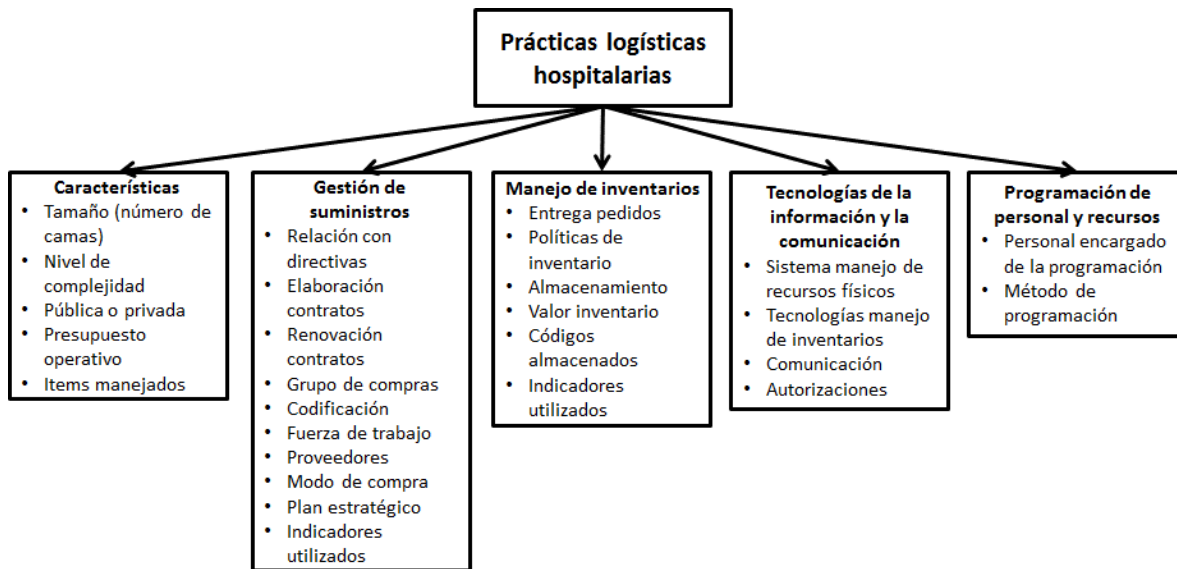 Prácticas logísticas
hospitalarias
Características
• Tamaño (número de
camas)
• Nivel de
complejidad
• Pública o privada
• Presupuesto
operativo
• Items manejados
Gestión de
suministros
• Relación con
directivas
• Elaboración
contratos
• Renovación
contratos
• Grupo de compras
• Codificación
• Fuerza de trabajo
• Proveedores
• Modo de compra
• Plan estratégico
• Indicadores
utilizados
Manejo de inventarios
• Entrega pedidos
• Políticas de
inventario
• Almacenamiento
• Valor inventario
• Códigos
almacenados
• Indicadores
utilizados
Tecnologías de la
información y la
comunicación
• Sistema manejo de
recursos físicos
• Tecnologías manejo
de inventarios
• Comunicación
• Autorizaciones
Programación de
personal y recursos
• Personal encargado
de la programación
• Método de
programación